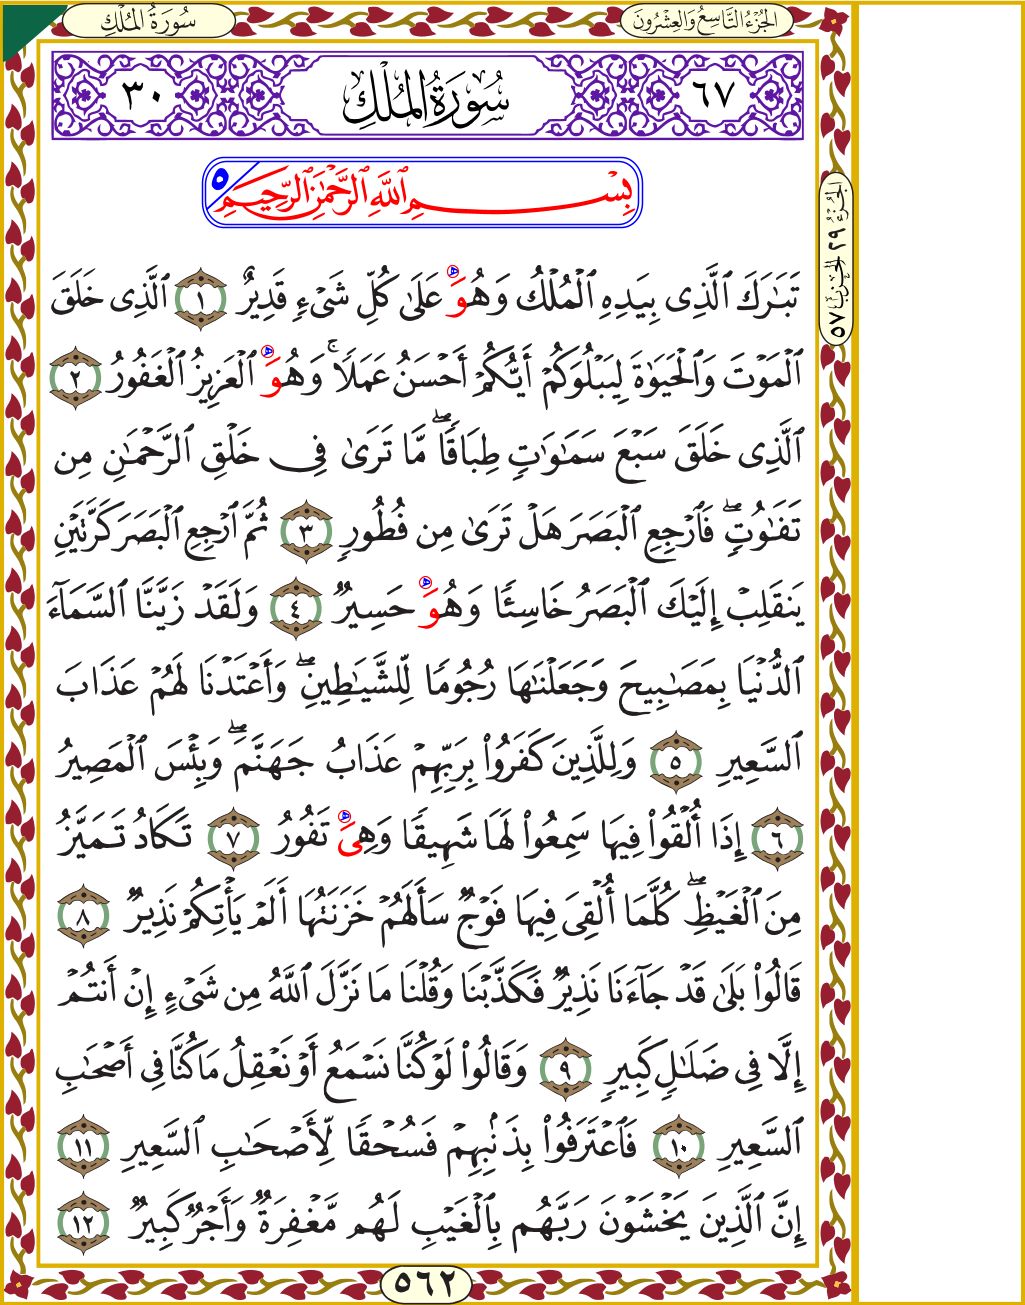 سُورَةُ المُلْكِ
الجُزْءُ التَّاسِعُ وَالعِشْرُونَ
٦٧
سُورَةُ المُلْكِ
٣٠
بِسْمِ ٱللَّهِ ٱلرَّحْمَٰنِ ٱلرَّحِيمِ ٥
الجُزْءُ ٢٩ الحِزْبُ ٥٧
تَبَٰرَكَ ٱلَّذِى بِيَدِهِ ٱلْمُلْكُ وَهُوَ عَلَىٰ كُلِّ شَىْءٍ قَدِيرٌ ١ ٱلَّذِى خَلَقَ
ٱلْمَوْتَ وَٱلْحَيَوٰةَ لِيَبْلُوَكُمْ أَيُّكُمْ أَحْسَنُ عَمَلًا ۚ وَهُوَ ٱلْعَزِيزُ ٱلْغَفُورُ ٢
ٱلَّذِى خَلَقَ سَبْعَ سَمَٰوَٰتٍ طِبَاقًا ۖ مَّا تَرَىٰ فِى خَلْقِ ٱلرَّحْمَٰنِ مِن
تَفَٰوُتٍ ۖ فَٱرْجِعِ ٱلْبَصَرَ هَلْ تَرَىٰ مِن فُطُورٍ ٣ ثُمَّ ٱرْجِعِ ٱلْبَصَرَ كَرَّتَيْنِ
يَنقَلِبْ إِلَيْكَ ٱلْبَصَرُ خَاسِئًا وَهُوَ حَسِيرٌ ٤ وَلَقَدْ زَيَّنَّا ٱلسَّمَآءَ
ٱلدُّنْيَا بِمَصَٰبِيحَ وَجَعَلْنَٰهَا رُجُومًا لِّلشَّيَٰطِينِ ۖ وَأَعْتَدْنَا لَهُمْ عَذَابَ
ٱلسَّعِيرِ ٥ وَلِلَّذِينَ كَفَرُوا۟ بِرَبِّهِمْ عَذَابُ جَهَنَّمَ ۖ وَبِئْسَ ٱلْمَصِيرُ
٦ إِذَا أُلْقُوا۟ فِيهَا سَمِعُوا۟ لَهَا شَهِيقًا وَهِىَ تَفُورُ ٧ تَكَادُ تَمَيَّزُ
مِنَ ٱلْغَيْظِ ۖ كُلَّمَا أُلْقِىَ فِيهَا فَوْجٌ سَأَلَهُمْ خَزَنَتُهَا أَلَمْ يَأْتِكُمْ نَذِيرٌ ٨
قَالُوا۟ بَلَىٰ قَدْ جَآءَنَا نَذِيرٌ فَكَذَّبْنَا وَقُلْنَا مَا نَزَّلَ ٱللَّهُ مِن شَىْءٍ إِنْ أَنتُمْ
إِلَّا فِى ضَلَٰلٍ كَبِيرٍ ٩ وَقَالُوا۟ لَوْ كُنَّا نَسْمَعُ أَوْ نَعْقِلُ مَا كُنَّا فِى أَصْحَٰبِ
ٱلسَّعِيرِ ١٠ فَٱعْتَرَفُوا۟ بِذَنۢبِهِمْ فَسُحْقًا لِّأَصْحَٰبِ ٱلسَّعِيرِ ١١
إِنَّ ٱلَّذِينَ يَخْشَوْنَ رَبَّهُم بِٱلْغَيْبِ لَهُم مَّغْفِرَةٌ وَأَجْرٌ كَبِيرٌ ١٢
٥٦٢